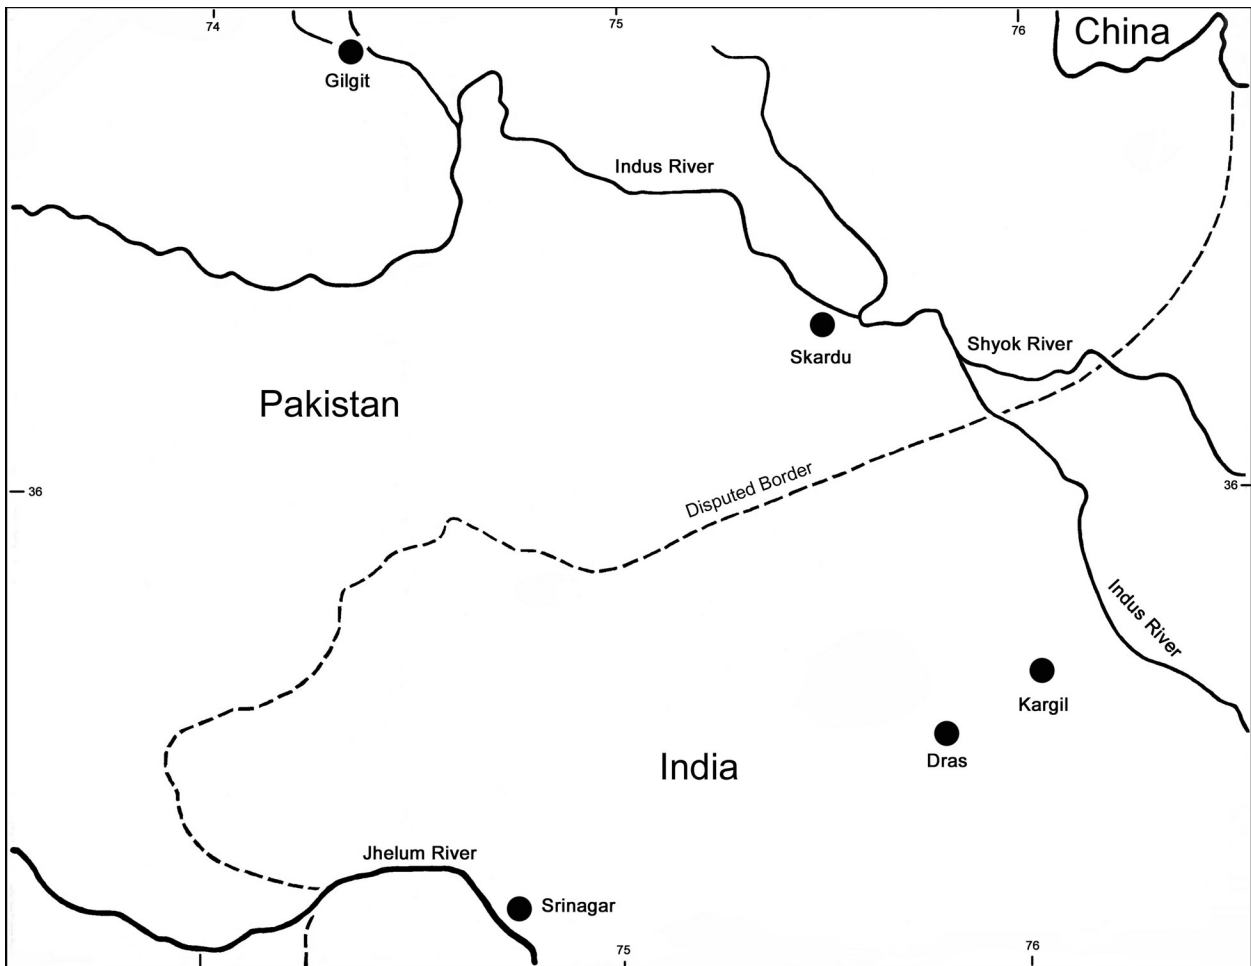 74
75
76
China
Gilgit
Indus River
Shyok River
Skardu
Pakistan
Disputed Border
36
36
Indus River
Kargil
Dras
India
Jhelum River
Srinagar
75
76